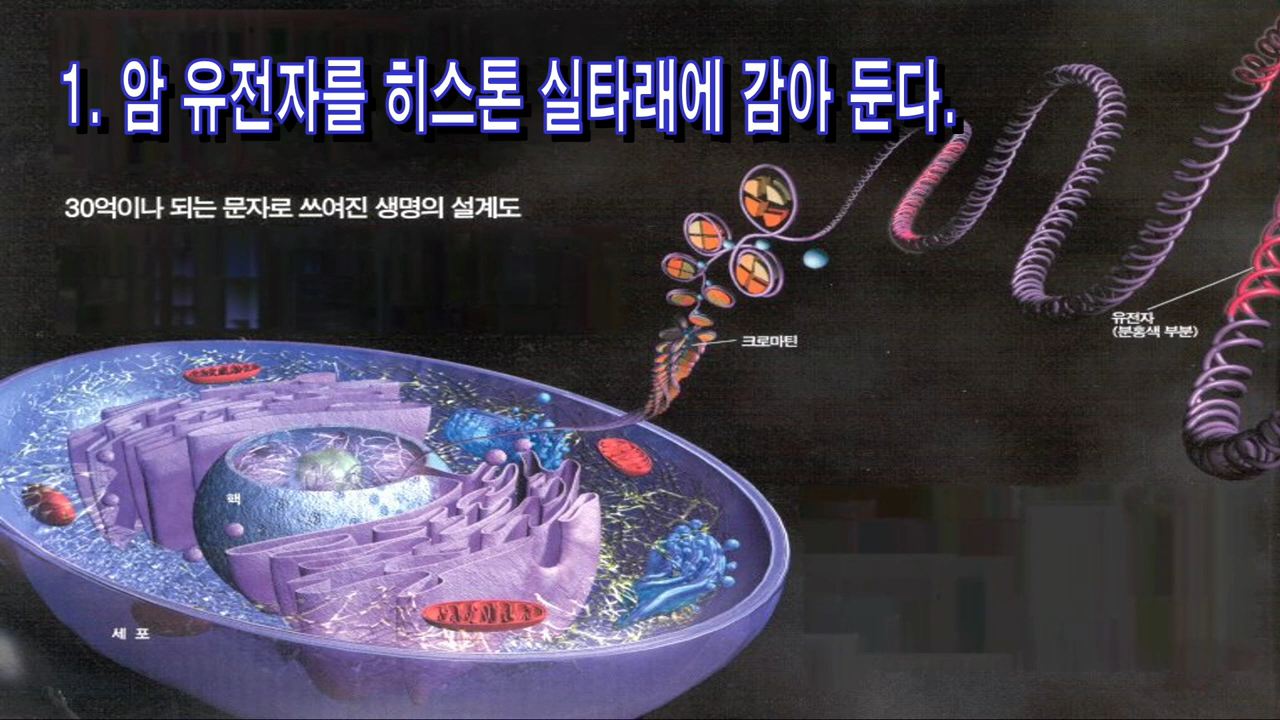 1. 암 유전자를 히스톤 실타래에 감아 둔다.
30억이나 되는 문자로 쓰여진 생명의 설계도
유전자
(분홍색 부분)
크로마틴
핵
세 포